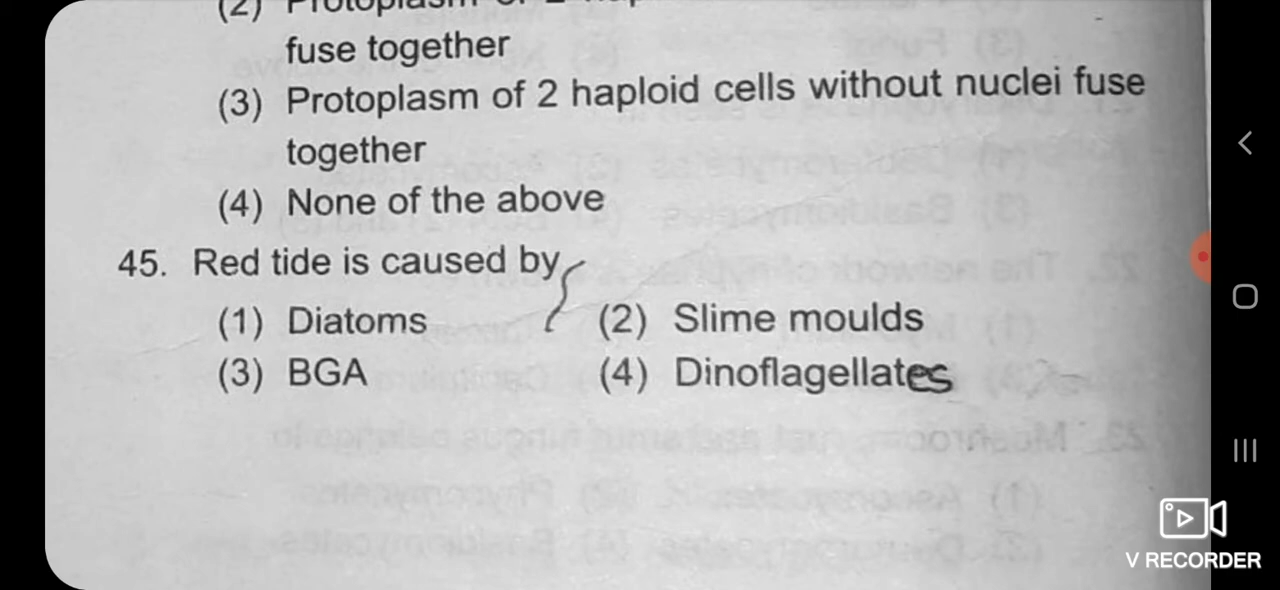 fuse together
(3) Protoplasm of 2 haploid cells without nuclei fuse
together
(4) None of the above
45. Red tide is caused by
(1) Diatoms (2) Slime moulds
(3) BGA (4) Dinoflagellates
V RECORDER